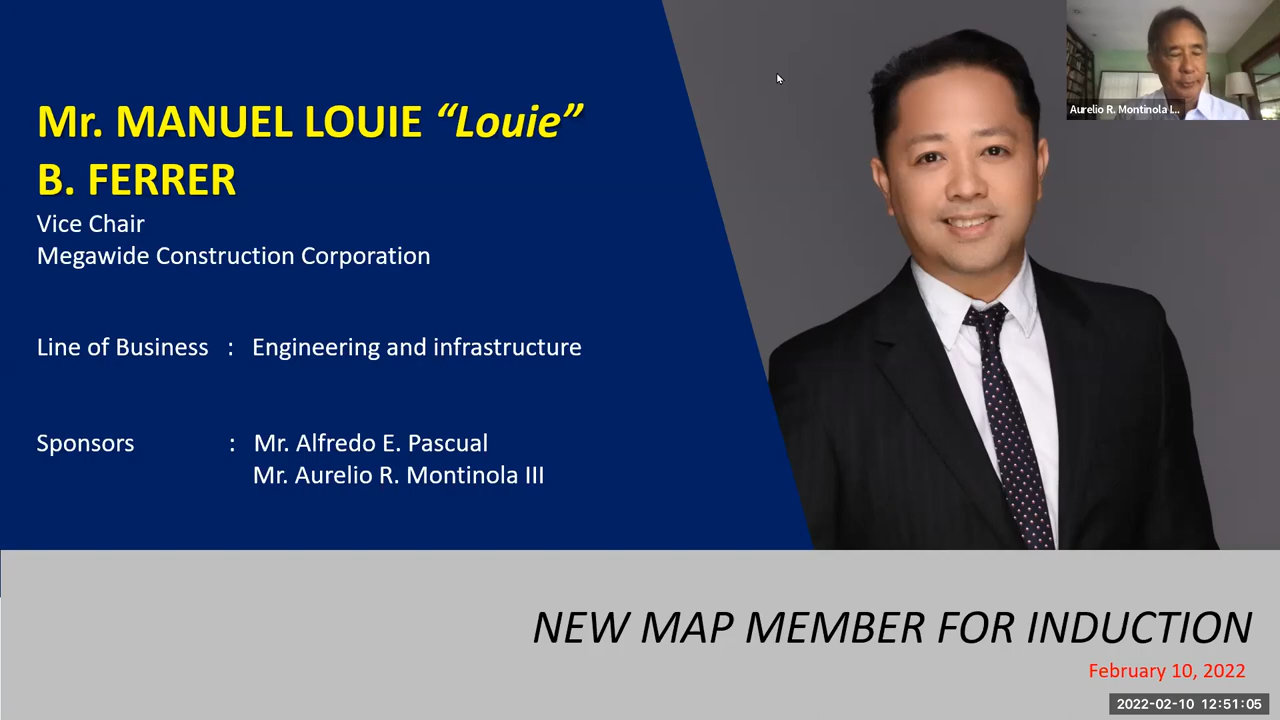 Mr. MANUEL LOUIE “Louie”
B. FERRER
Vice Chair
Megawide Construction Corporation
Line of Business : Engineering and infrastructure
Sponsors : Mr. Alfredo E. Pascual
Mr. Aurelio R. Montinola III
Aurelio R. Montinola I...
NEW MAP MEMBER FOR INDUCTION
February 10, 2022
2022-02-10 12:51:05